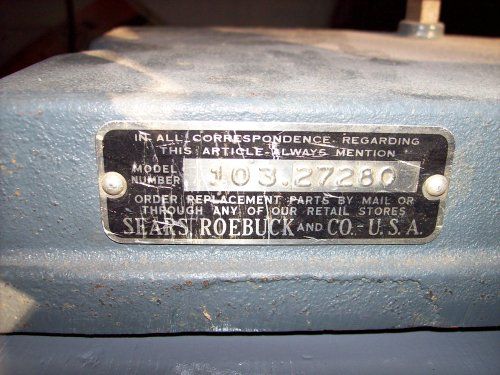 IN ALL CORRESPONDENCE REGARDING
THIS ARTICLE ALWAYS MENTION
MODEL NUMBER 103.27280
ORDER REPLACEMENT PARTS BY MAIL OR
THROUGH ANY OF OUR RETAIL STORES
SEARS ROEBUCK AND CO. - U.S.A.